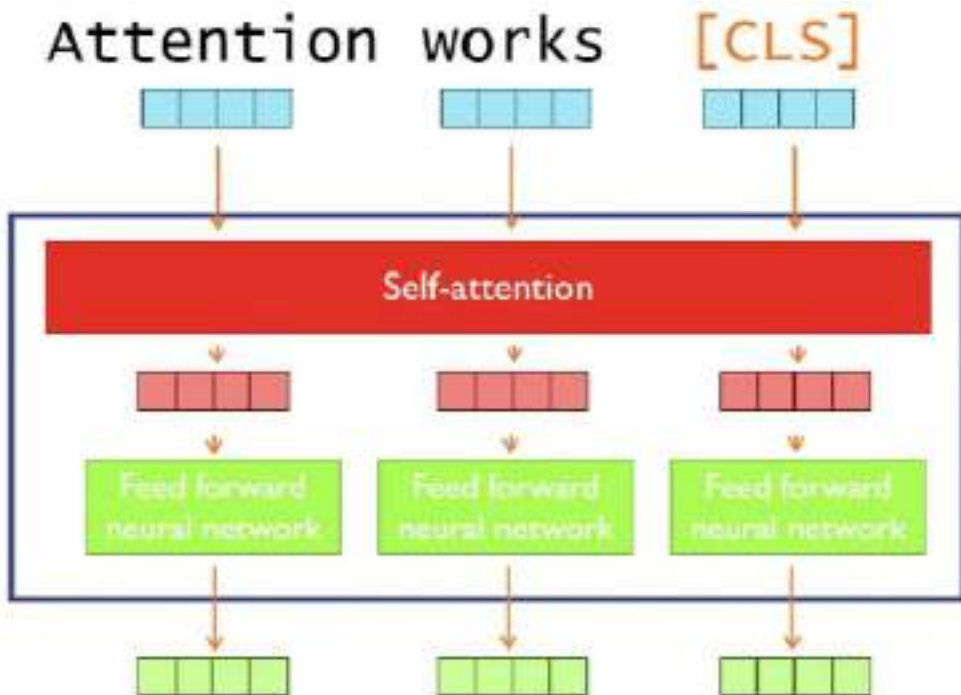 Attention works [CLS]
Self-attention
Feed forward
neural network
Feed forward
neural network
Feed forward
neural network